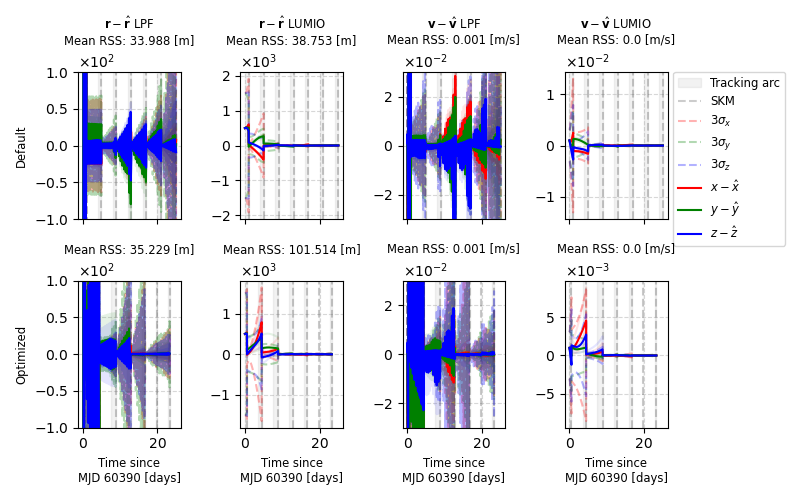 r − r̂ LPF
Mean RSS: 33.988 [m]
r − r̂ LUMIO
Mean RSS: 38.753 [m]
v − v̂ LPF
Mean RSS: 0.001 [m/s]
v − v̂ LUMIO
Mean RSS: 0.0 [m/s]
×10²
×10³
×10⁻²
×10⁻²
1.0
0.5
0.0
−0.5
−1.0
Default
2
1
0
−1
−2
2
0
−2
1
0
−1
Tracking arc
SKM
3σₓ
3σᵧ
3σ_z
x − x̂
y − ŷ
z − ẑ
Mean RSS: 35.229 [m]
Mean RSS: 101.514 [m]
Mean RSS: 0.001 [m/s]
Mean RSS: 0.0 [m/s]
×10²
×10³
×10⁻²
×10⁻³
1.0
0.5
0.0
−0.5
−1.0
Optimized
1
0
−1
2
0
−2
5
0
−5
0 20
0 20
0 20
0 20
Time since
MJD 60390 [days]
Time since
MJD 60390 [days]
Time since
MJD 60390 [days]
Time since
MJD 60390 [days]